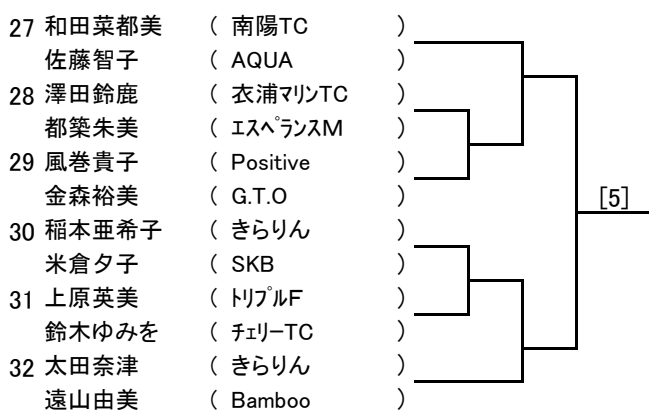 27 和田菜都美 ( 南陽TC )
佐藤智子 ( AQUA )
28 澤田鈴鹿 ( 衣浦マリンTC )
都築朱美 ( エスペランスM )
29 風巻貴子 ( Positive )
金森裕美 ( G.T.O )
[5]
30 稲本亜希子 ( きらりん )
米倉夕子 ( SKB )
31 上原英美 ( トリプルF )
鈴木ゆみを ( チェリーTC )
32 太田奈津 ( きらりん )
遠山由美 ( Bamboo )